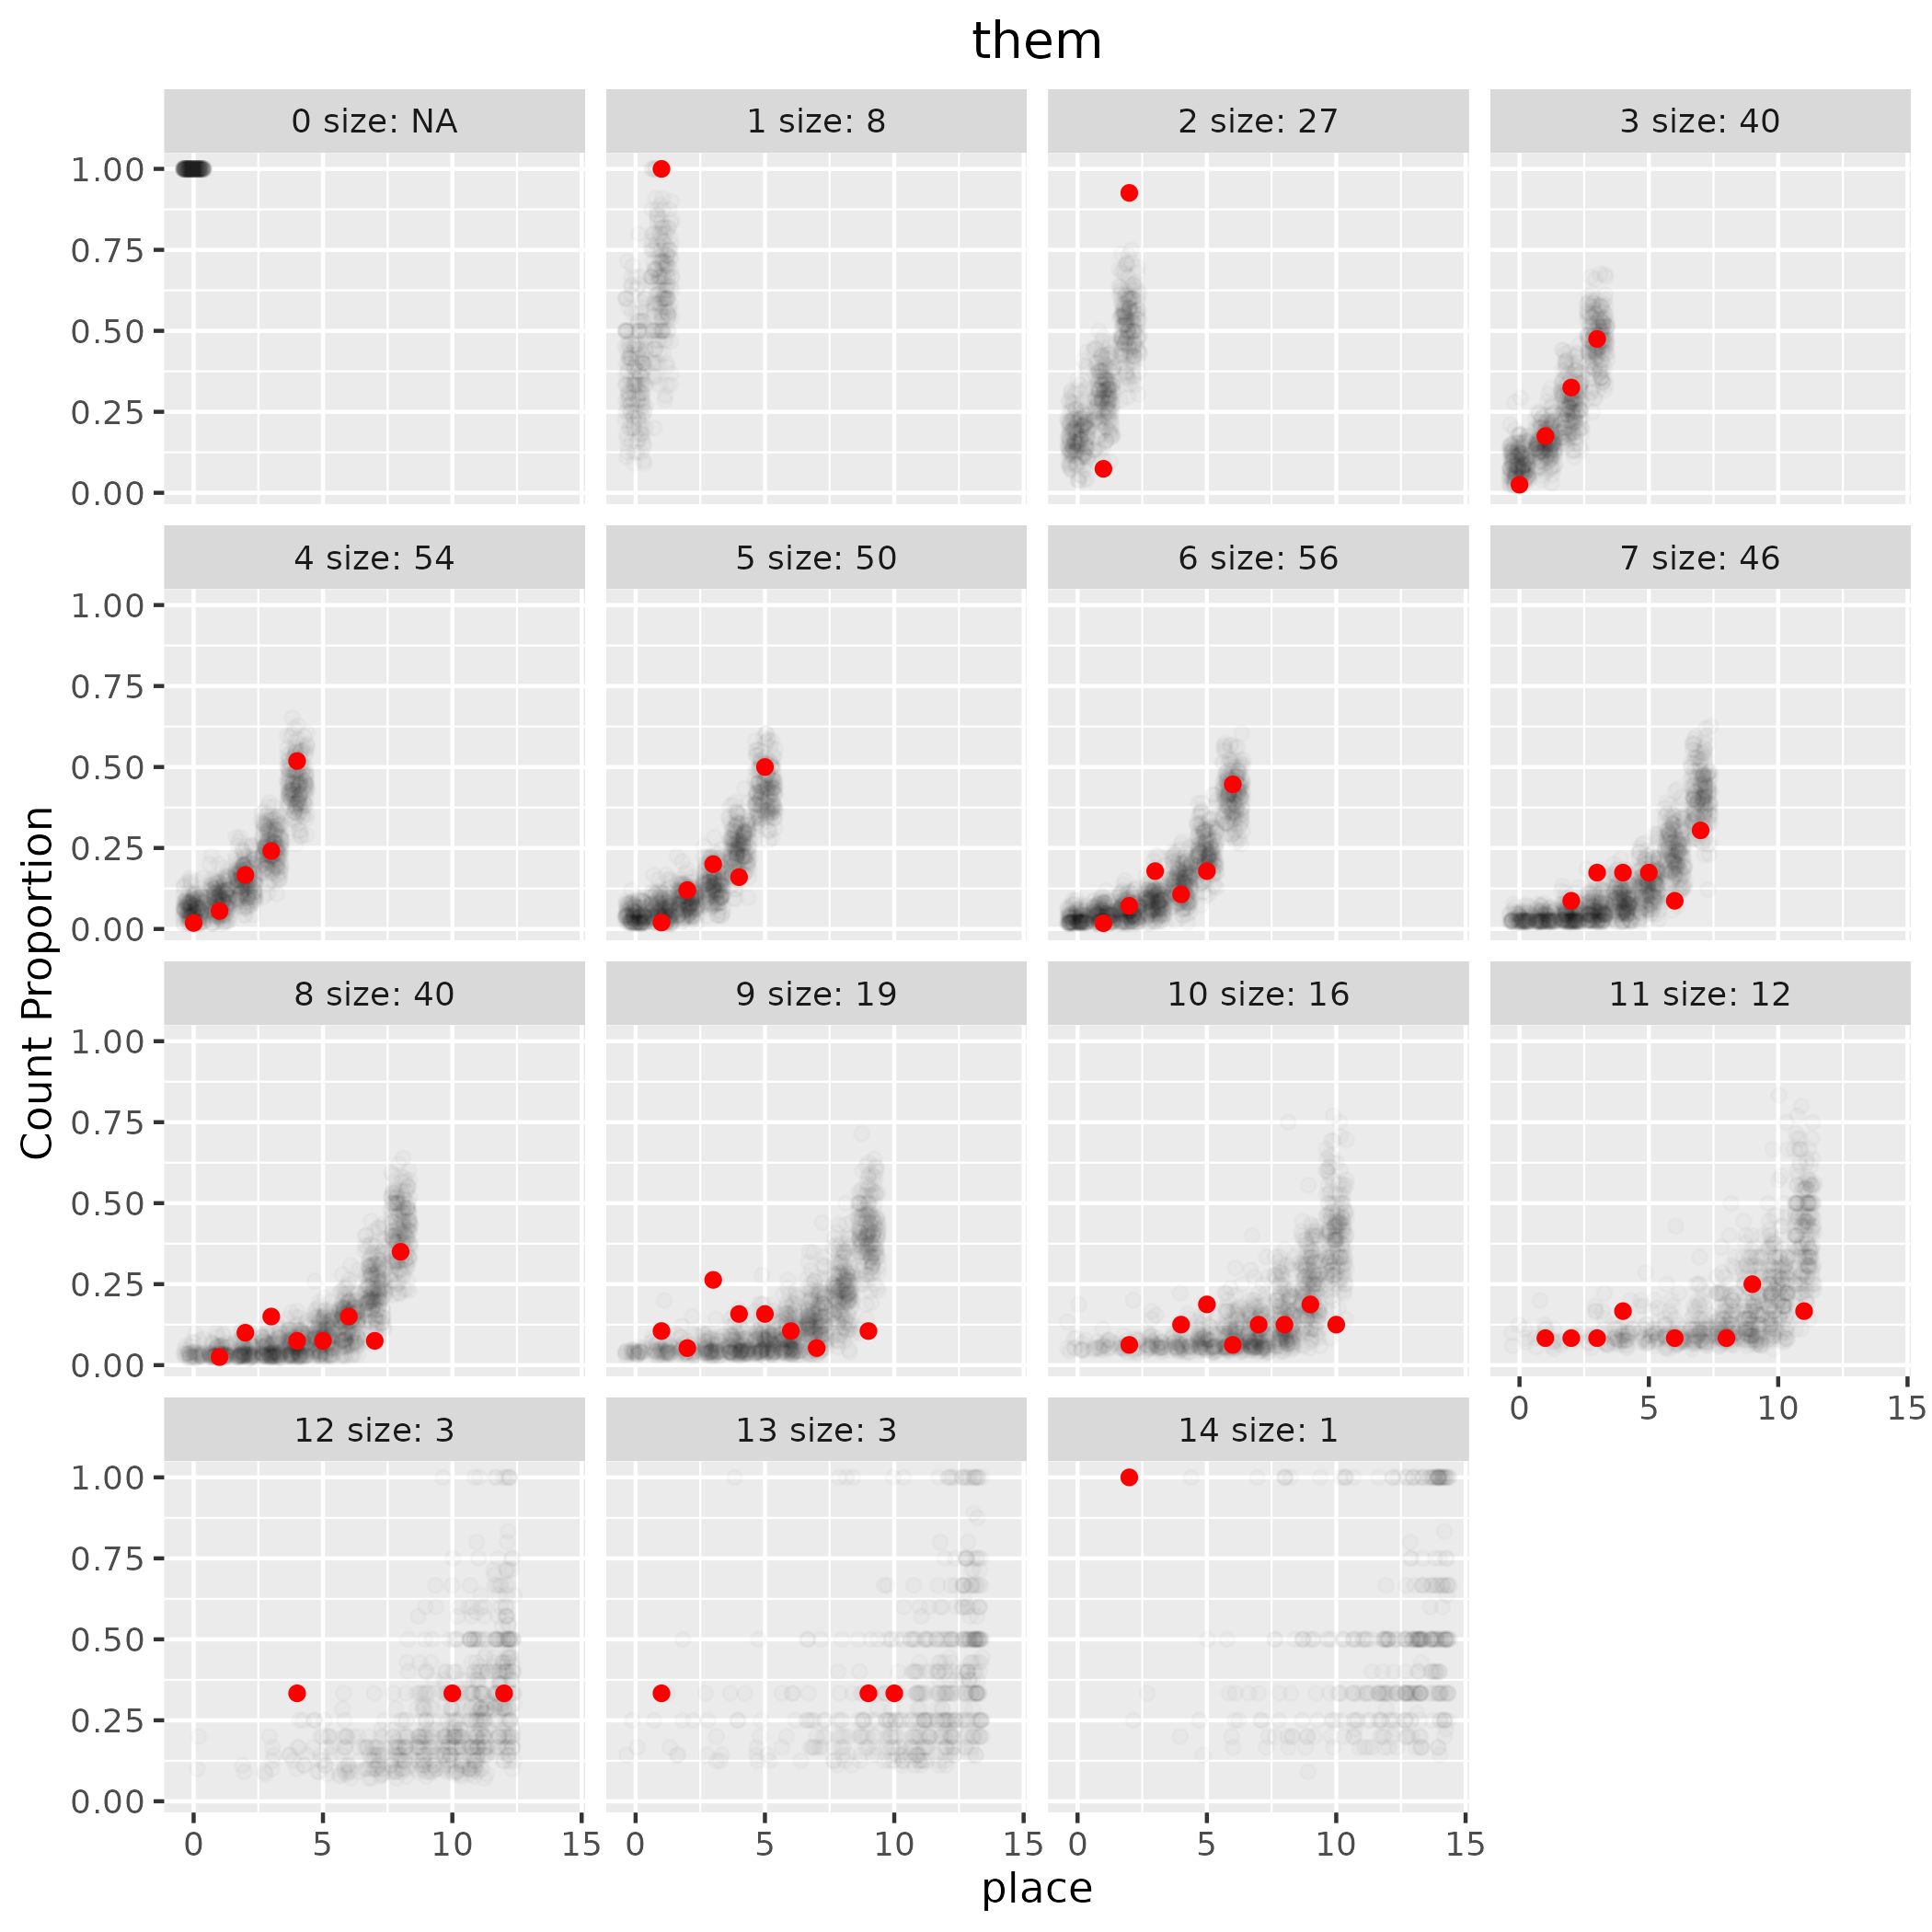 them
0 size: NA
1 size: 8
2 size: 27
3 size: 40
1.00
0.75
0.50
0.25
0.00
4 size: 54
5 size: 50
6 size: 56
7 size: 46
1.00
0.75
0.50
0.25
0.00
Count Proportion
8 size: 40
9 size: 19
10 size: 16
11 size: 12
1.00
0.75
0.50
0.25
0.00
0 5 10 15
12 size: 3
13 size: 3
14 size: 1
1.00
0.75
0.50
0.25
0.00
0 5 10 15
0 5 10 15
0 5 10 15
place